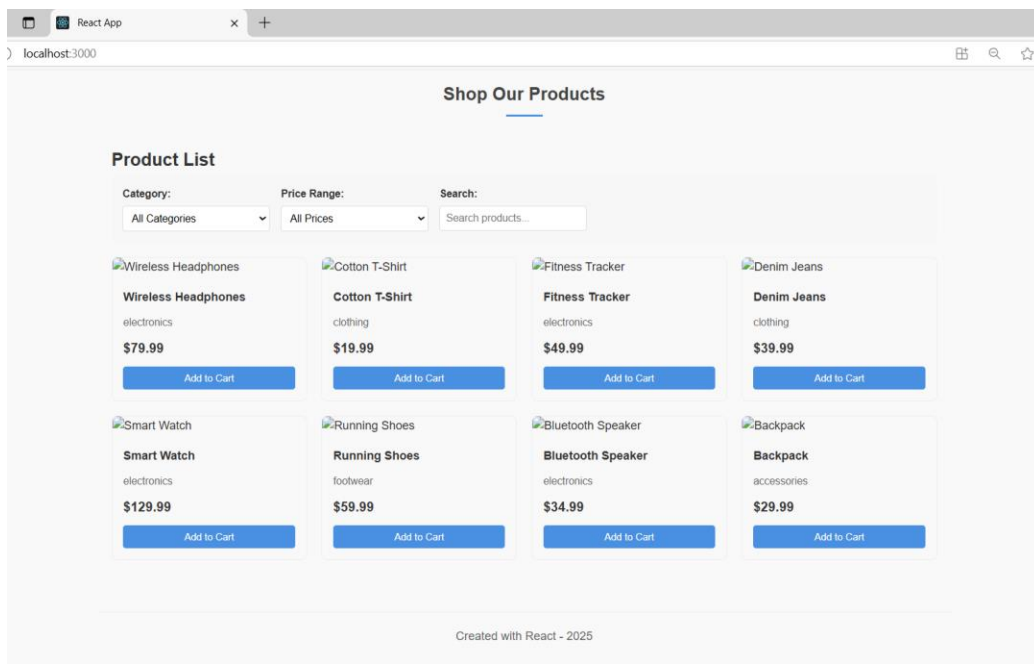 React App
localhost:3000
Shop Our Products
Product List
Category: Price Range: Search:
All Categories All Prices Search products...
Wireless Headphones Cotton T-Shirt Fitness Tracker Denim Jeans
Wireless Headphones Cotton T-Shirt Fitness Tracker Denim Jeans
electronics clothing electronics clothing
$79.99 $19.99 $49.99 $39.99
Add to Cart Add to Cart Add to Cart Add to Cart
Smart Watch Running Shoes Bluetooth Speaker Backpack
Smart Watch Running Shoes Bluetooth Speaker Backpack
electronics footwear electronics accessories
$129.99 $59.99 $34.99 $29.99
Add to Cart Add to Cart Add to Cart Add to Cart
Created with React - 2025